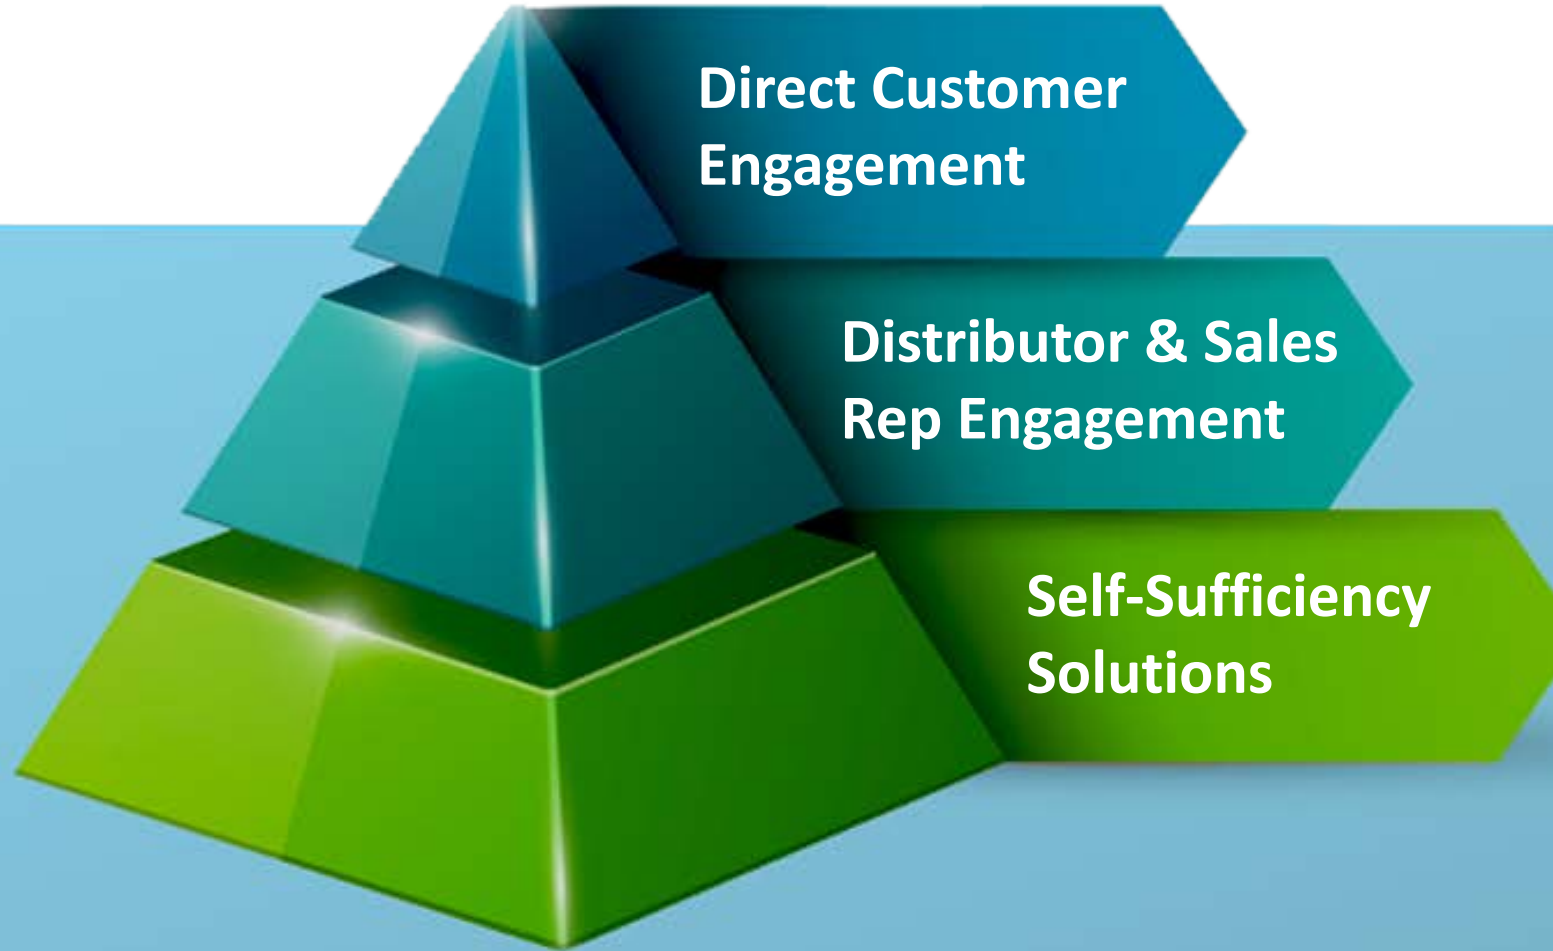 Direct Customer
Engagement
Distributor & Sales
Rep Engagement
Self-Sufficiency
Solutions